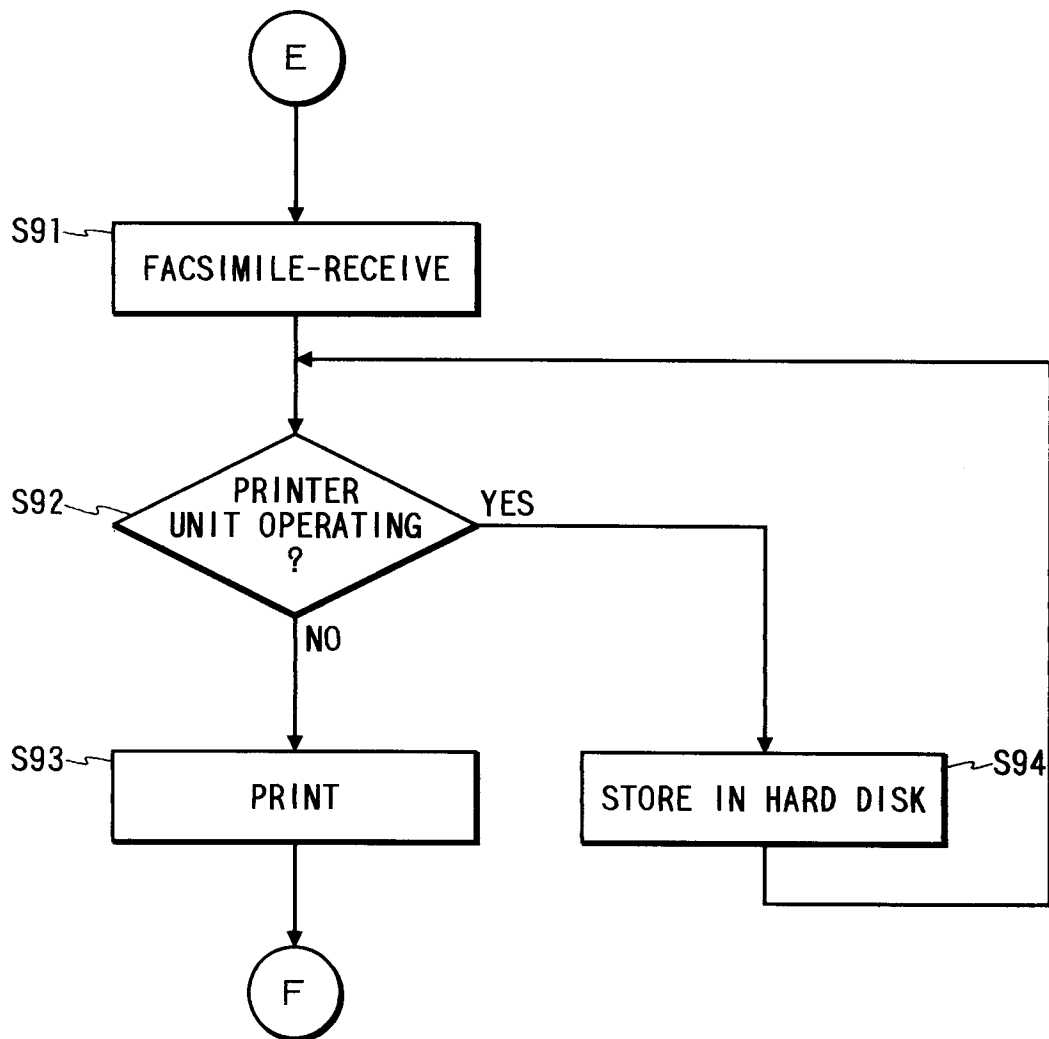 E
S91
FACSIMILE-RECEIVE
S92
PRINTER
UNIT OPERATING
?
YES
NO
S93
PRINT
S94
STORE IN HARD DISK
F